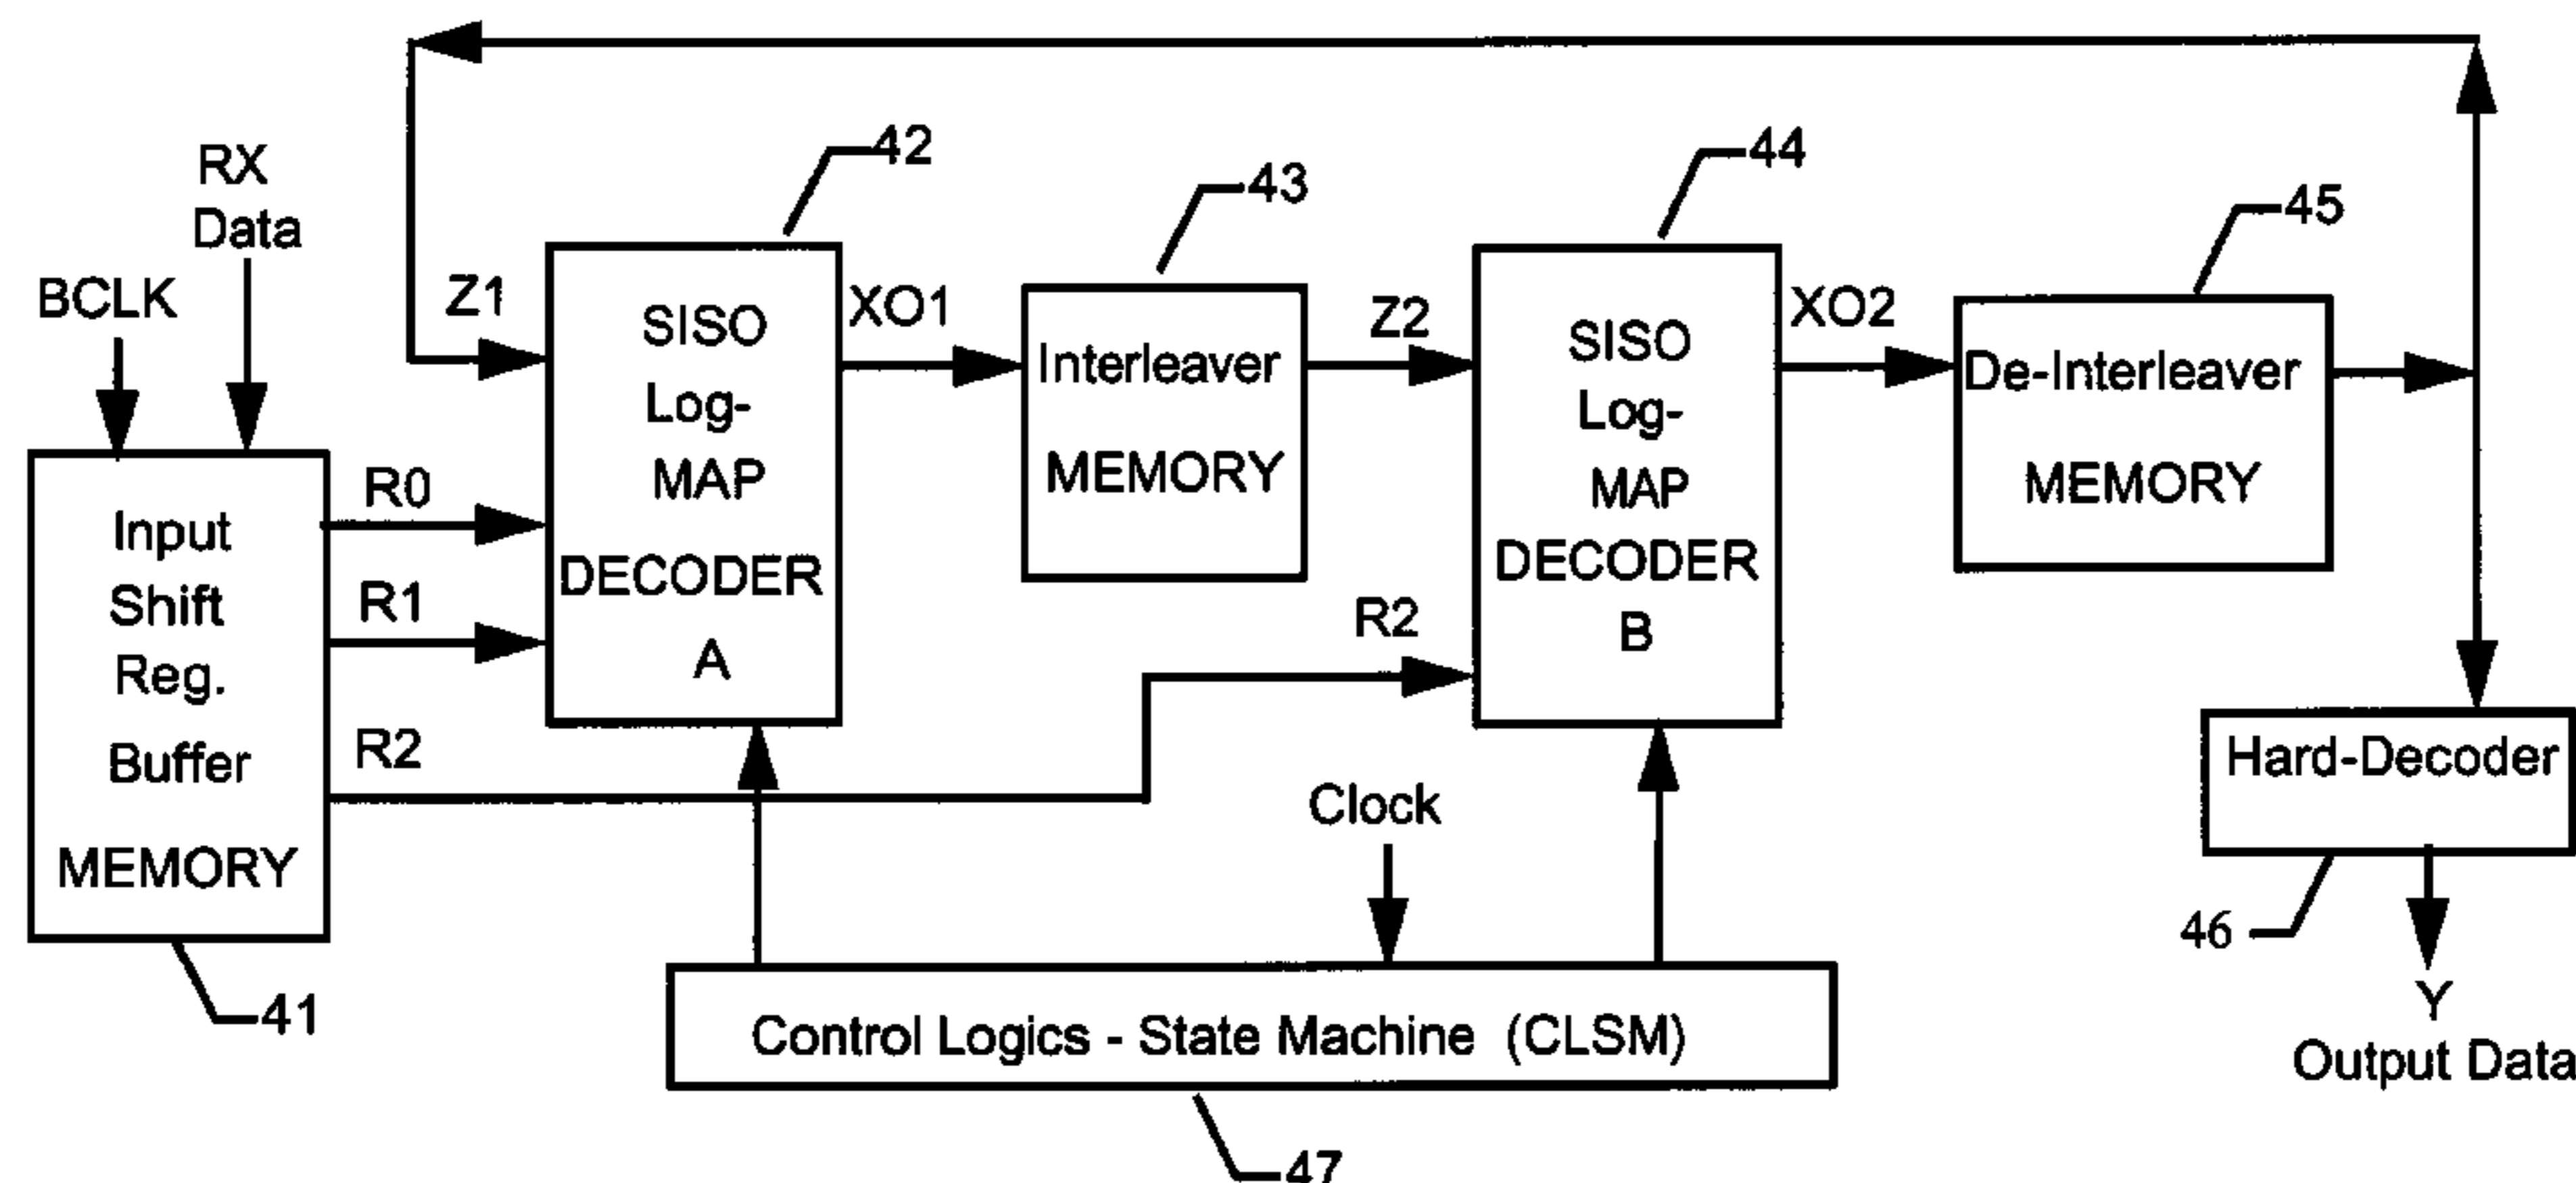 RX
Data
BCLK
Z1
42
XO1
43
Z2
44
XO2
45
R0
R1
R2
R2
Input
Shift
Reg.
Buffer
MEMORY
41
SISO
Log-
MAP
DECODER
A
Interleaver
MEMORY
SISO
Log-
MAP
DECODER
B
De-Interleaver
MEMORY
Hard-Decoder
46
Y
Output Data
Clock
Control Logics - State Machine (CLSM)
47